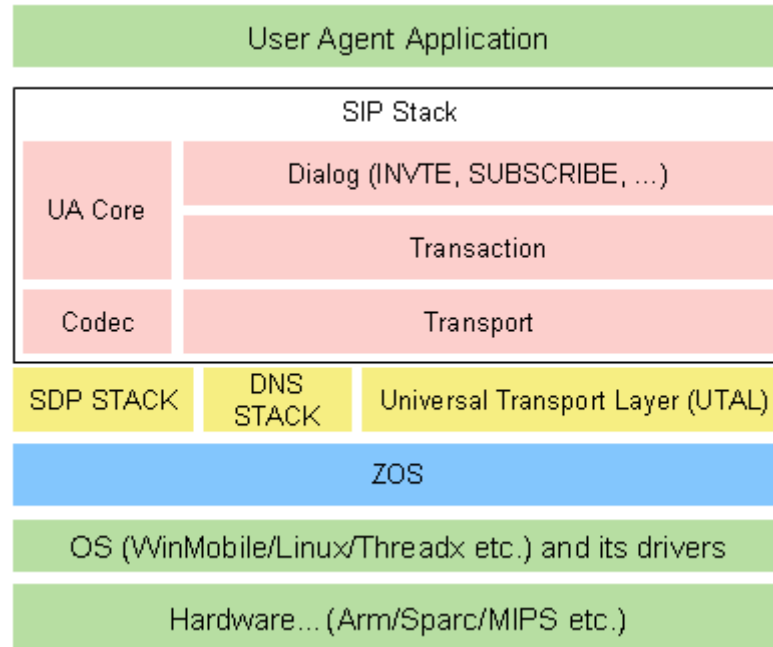 User Agent Application
SIP Stack
UA Core
Dialog (INVTE, SUBSCRIBE, ...)
Transaction
Codec
Transport
SDP STACK
DNS
STACK
Universal Transport Layer (UTAL)
ZOS
OS (WinMobile/Linux/Threadx etc.) and its drivers
Hardware... (Arm/Sparc/MIPS etc.)